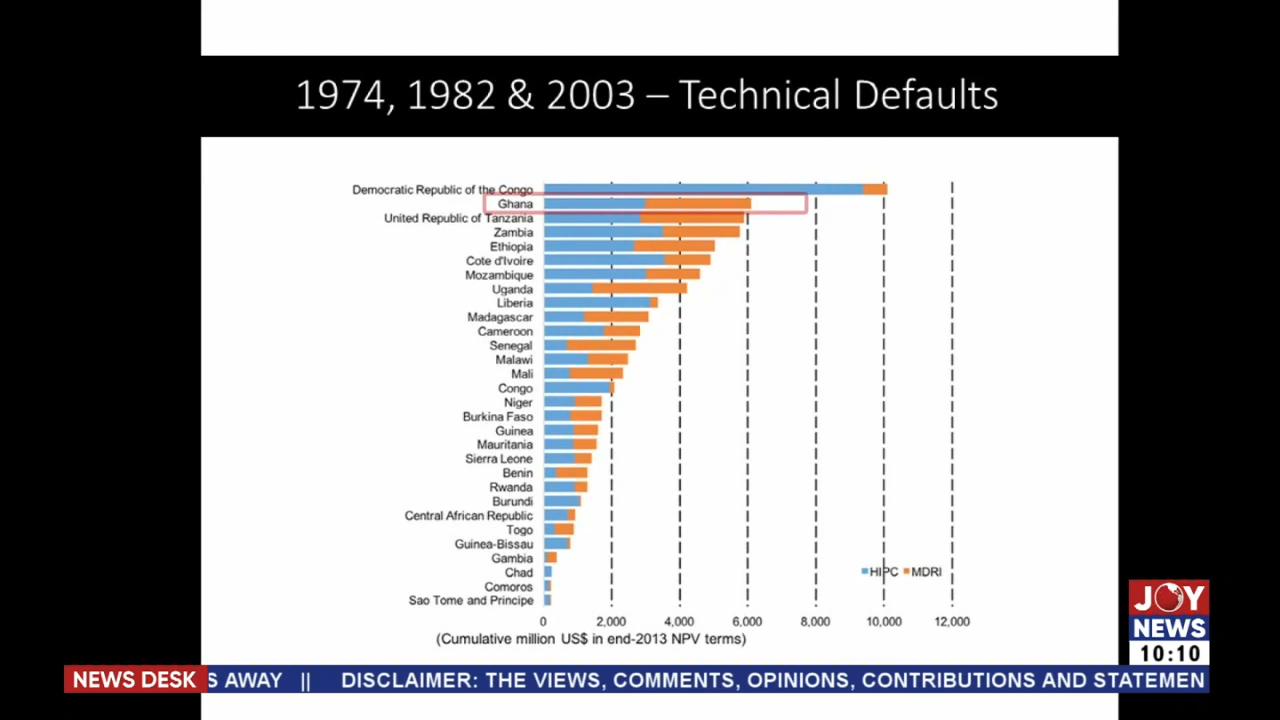 1974, 1982 & 2003 – Technical Defaults
Democratic Republic of the Congo
Ghana
United Republic of Tanzania
Zambia
Ethiopia
Cote d'Ivoire
Mozambique
Uganda
Liberia
Madagascar
Cameroon
Senegal
Malawi
Mali
Congo
Niger
Burkina Faso
Guinea
Mauritania
Sierra Leone
Benin
Rwanda
Burundi
Central African Republic
Togo
Guinea-Bissau
Gambia
Chad
Comoros
Sao Tome and Principe
HIPC MDRI
0 2,000 4,000 6,000 8,000 10,000 12,000
(Cumulative million US$ in end-2013 NPV terms)
JOY
NEWS
10:10
NEWS DESK S AWAY || DISCLAIMER: THE VIEWS, COMMENTS, OPINIONS, CONTRIBUTIONS AND STATEMEN